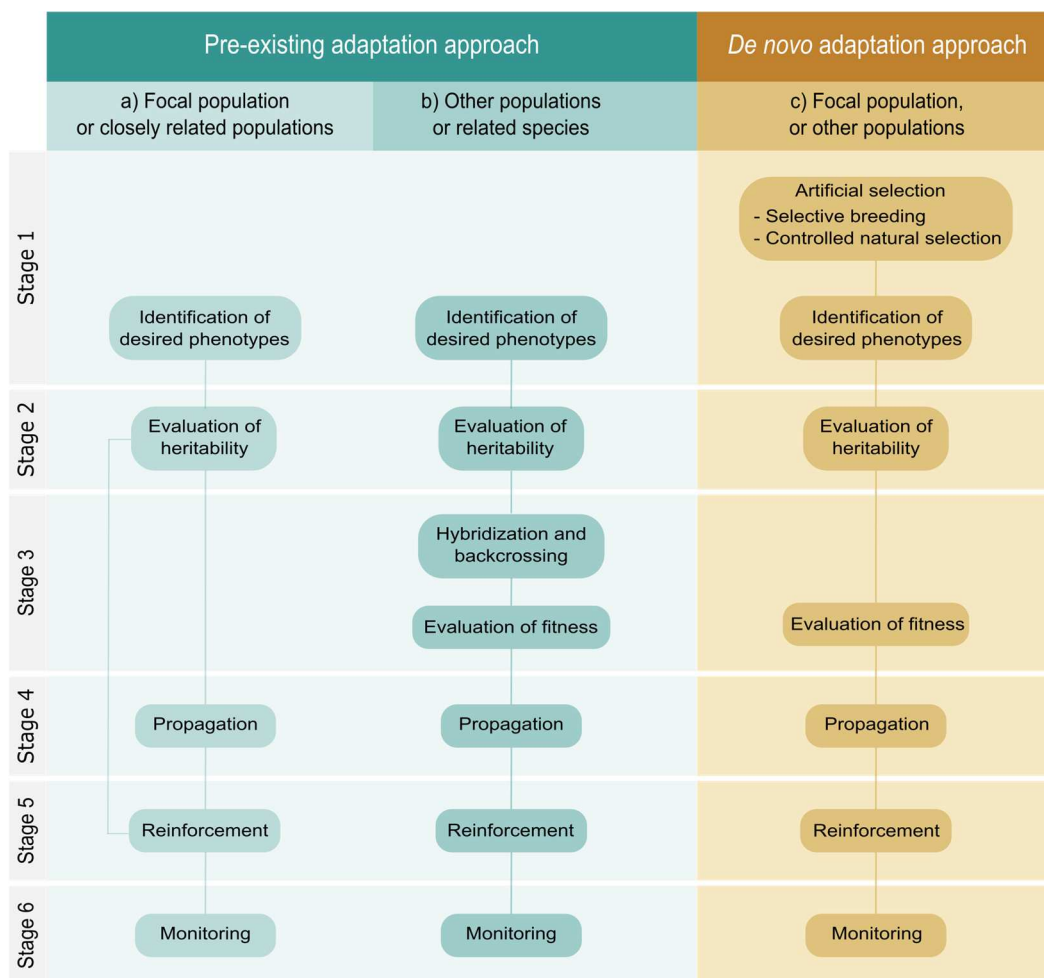 Pre-existing adaptation approach
De novo adaptation approach
a) Focal population
or closely related populations
b) Other populations
or related species
c) Focal population,
or other populations
Stage 1
Artificial selection
- Selective breeding
- Controlled natural selection
Identification of
desired phenotypes
Identification of
desired phenotypes
Identification of
desired phenotypes
Stage 2
Evaluation of
heritability
Evaluation of
heritability
Evaluation of
heritability
Stage 3
Hybridization and
backcrossing
Evaluation of fitness
Evaluation of fitness
Stage 4
Propagation
Propagation
Propagation
Stage 5
Reinforcement
Reinforcement
Reinforcement
Stage 6
Monitoring
Monitoring
Monitoring